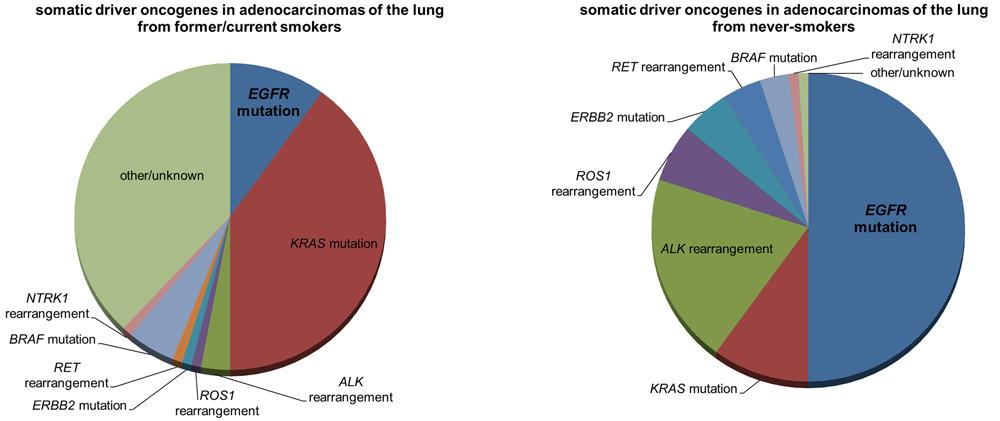 somatic driver oncogenes in adenocarcinomas of the lung
from former/current smokers
EGFR
mutation
other/unknown
KRAS mutation
NTRK1
rearrangement
BRAF mutation
RET
rearrangement
ERBB2 mutation
ROS1
rearrangement
ALK
rearrangement
somatic driver oncogenes in adenocarcinomas of the lung
from never-smokers
NTRK1
rearrangement
BRAF mutation
RET rearrangement
other/unknown
ERBB2 mutation
ROS1
rearrangement
EGFR
mutation
ALK rearrangement
KRAS mutation